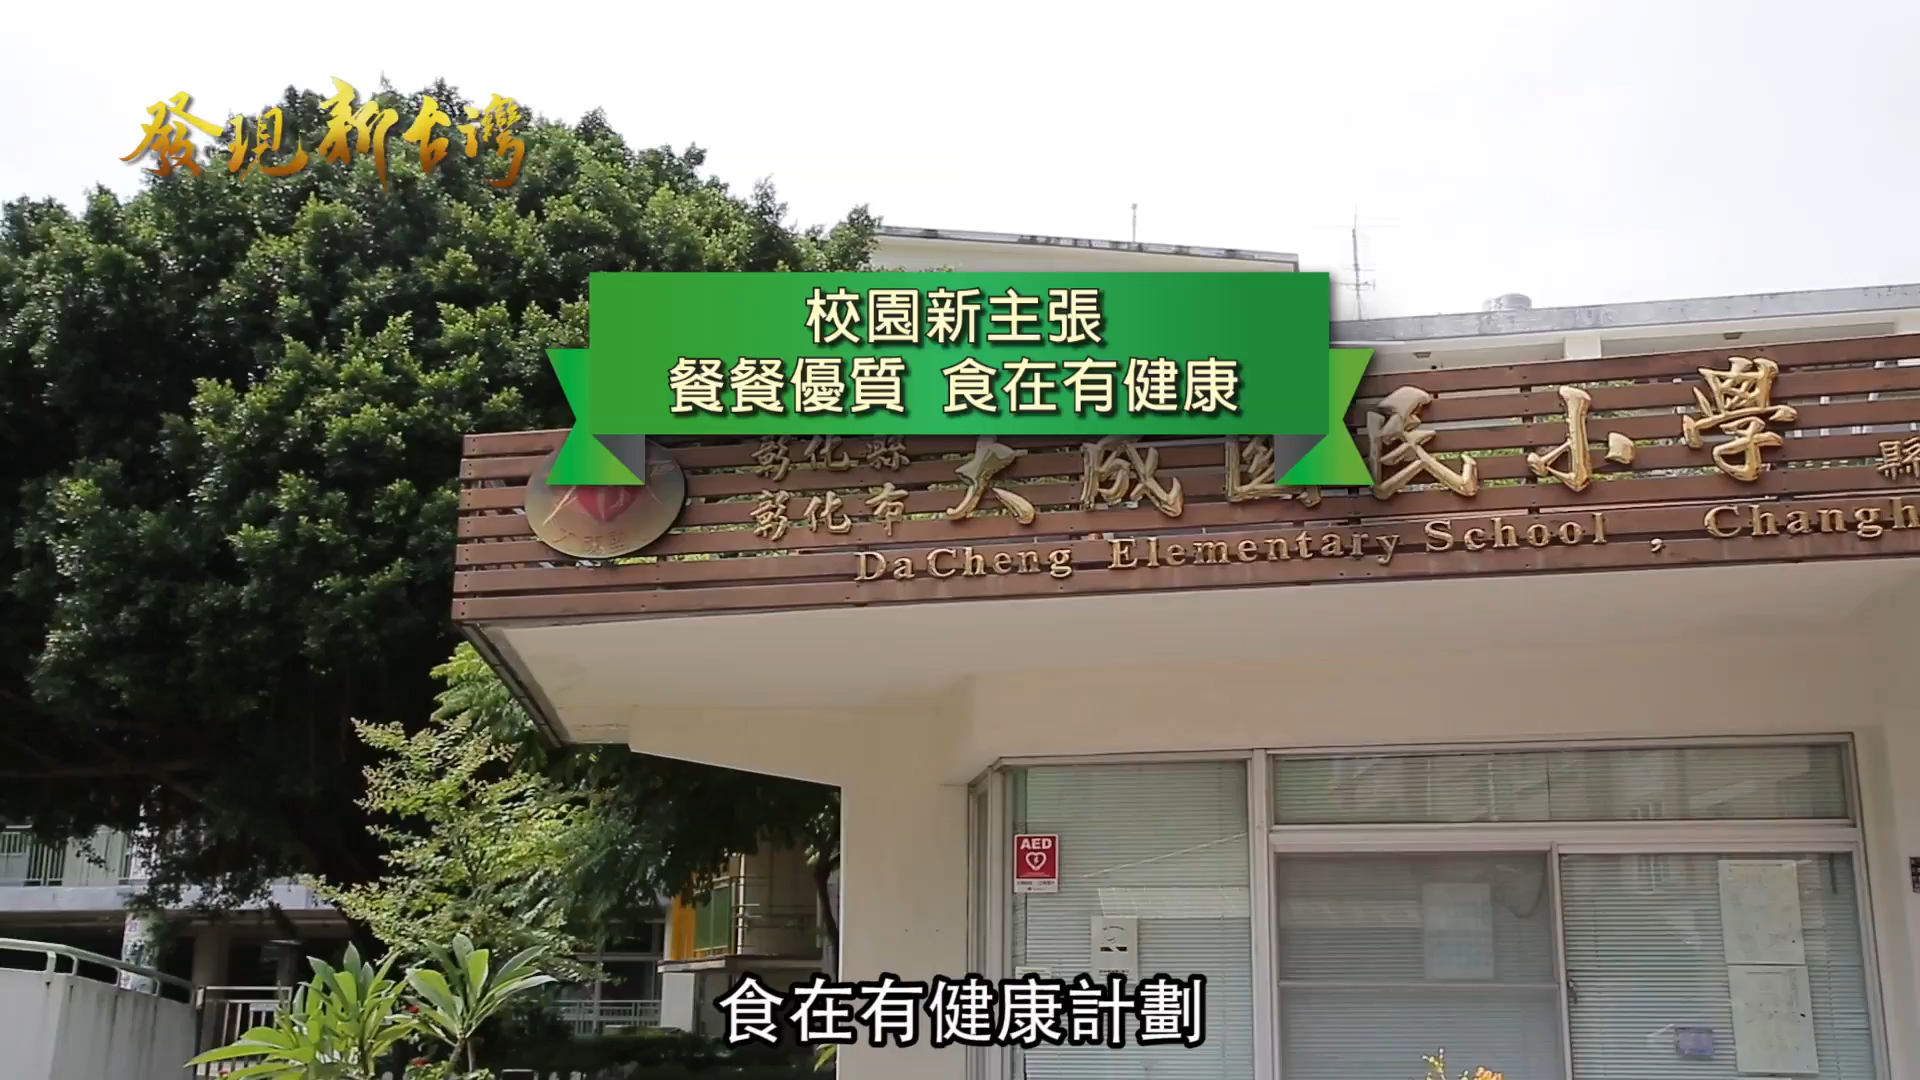 發現新台灣
校園新主張
餐餐優質 食在有健康
彰化縣
彰化市
大成國民小學
縣
DaCheng Elementary School , Changh
AED
食在有健康計劃